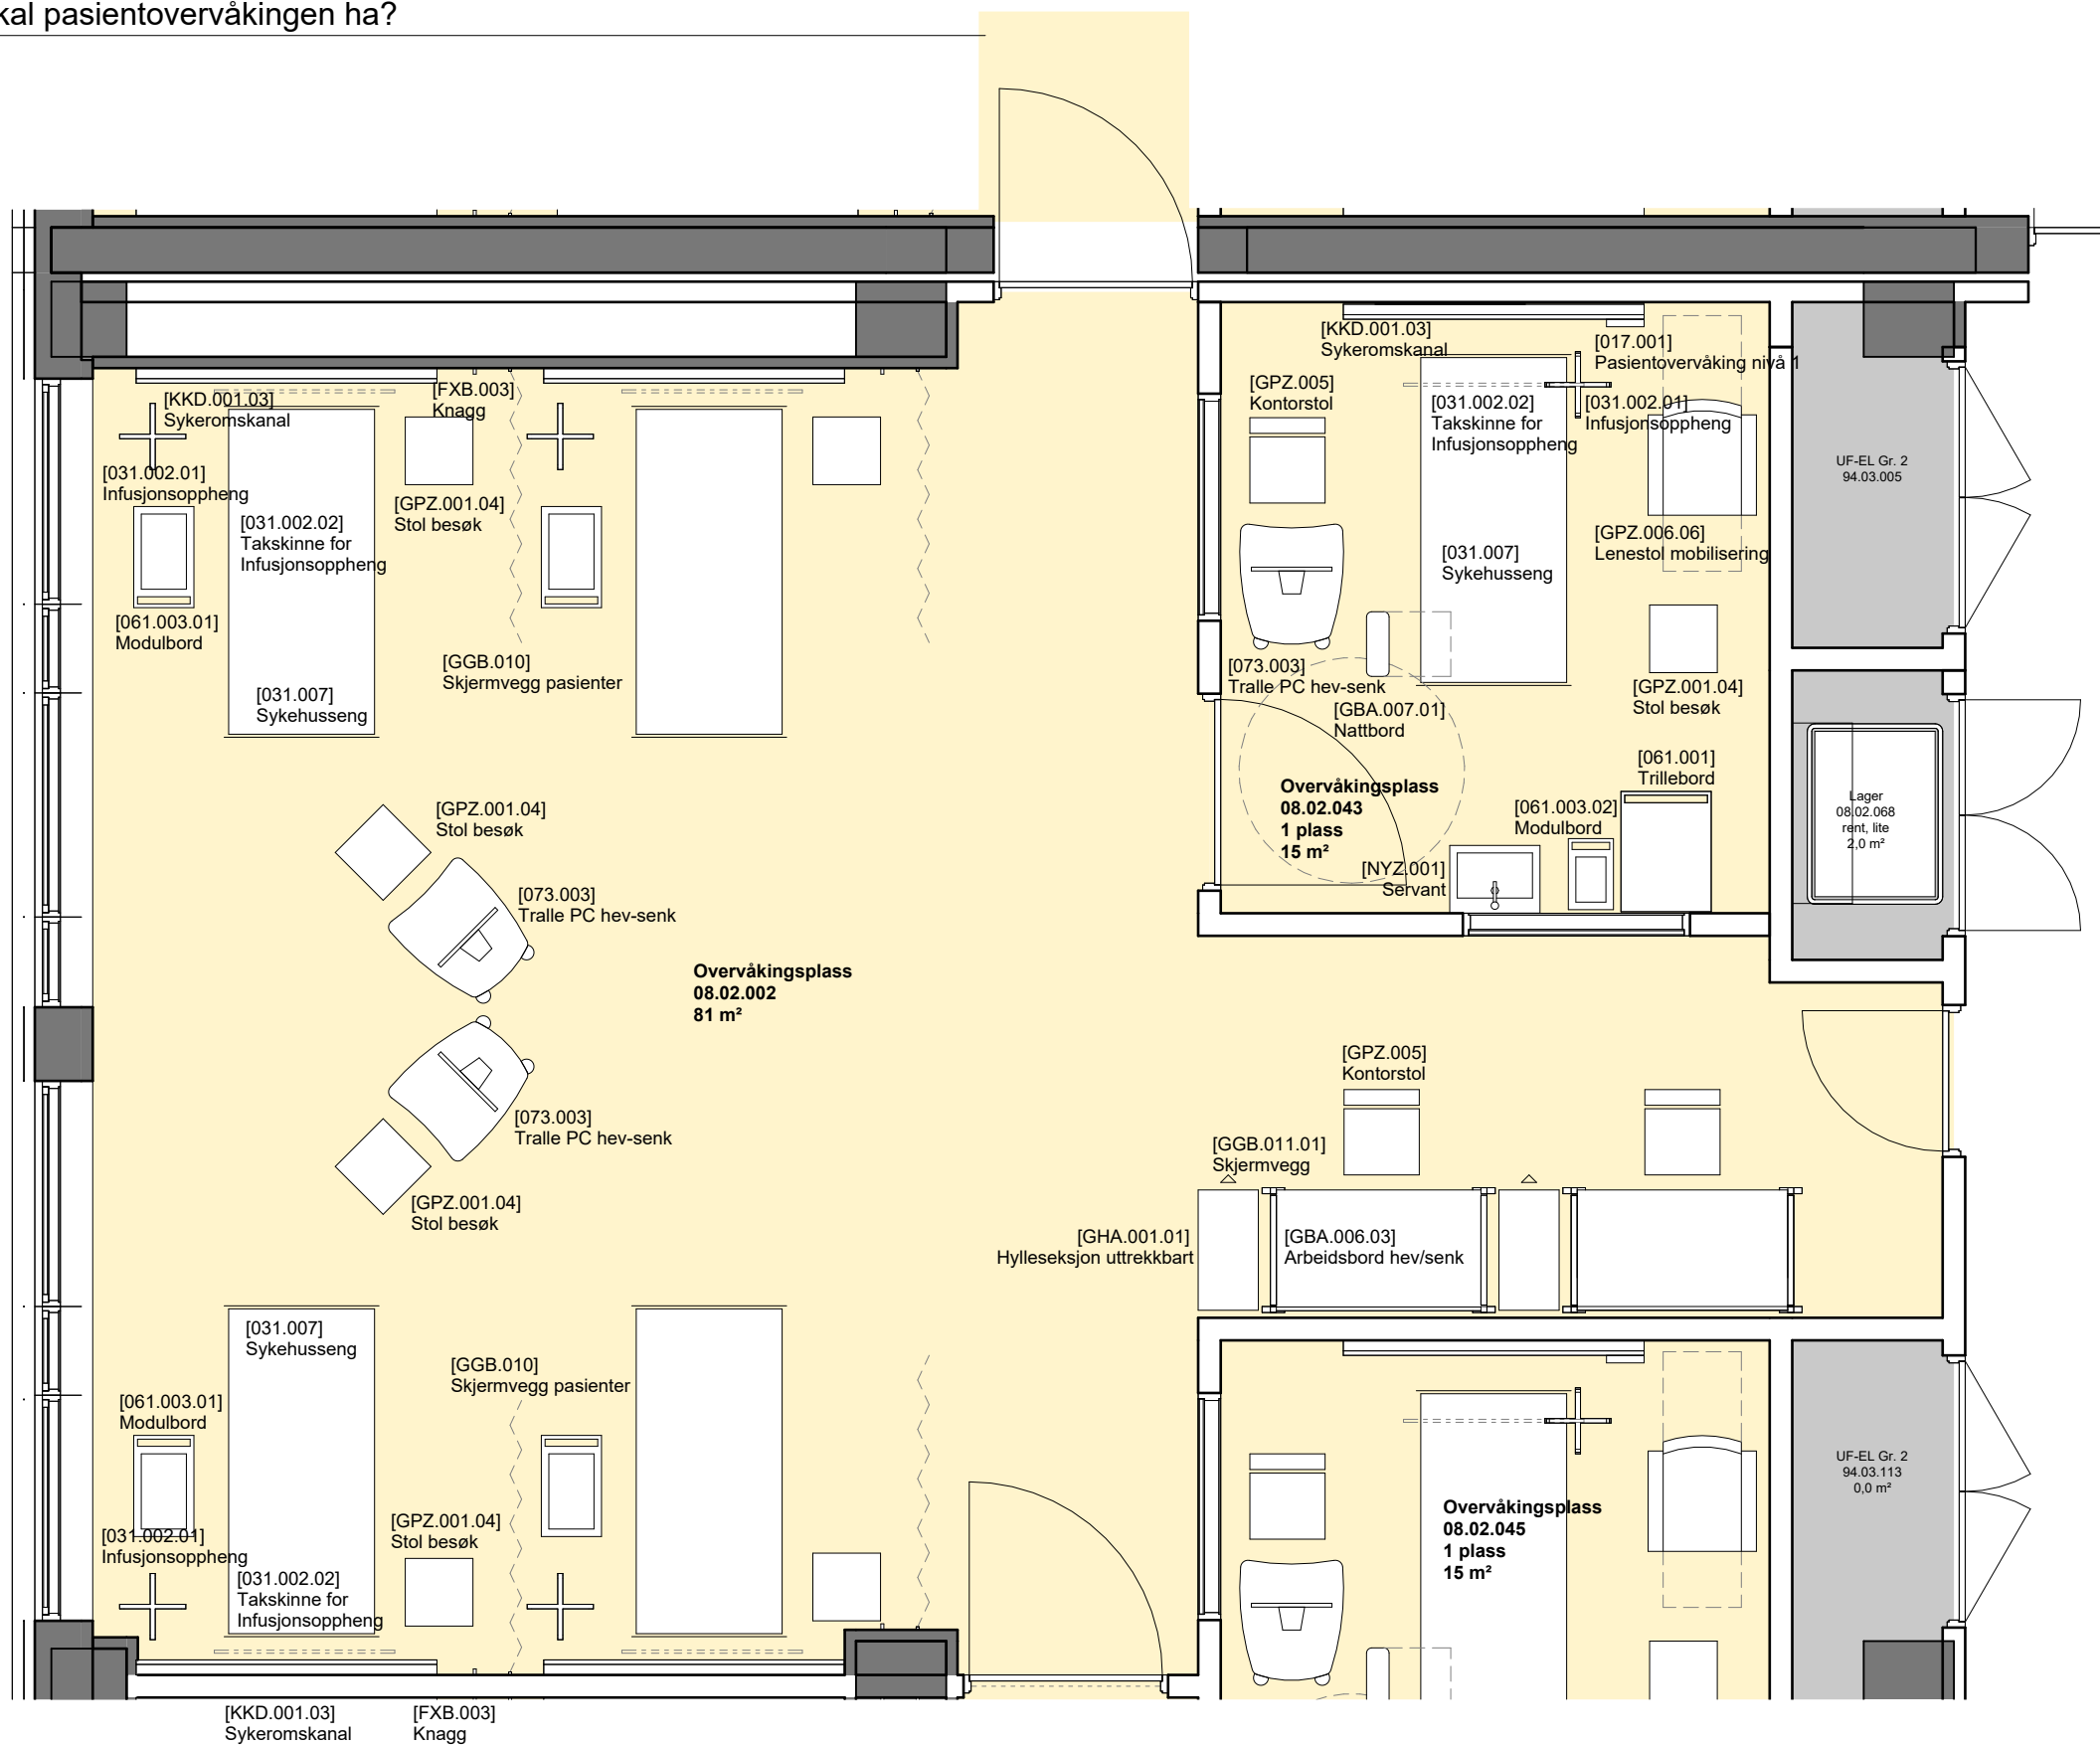 kal pasientovervåkingen ha?
[KKD.001.03]
Sykeromskanal
[FXB.003]
Knagg
[031.002.01]
Infusjonsoppheng
[GPZ.001.04]
Stol besøk
[031.002.02]
Takskinne for
Infusjonsoppheng
[061.003.01]
Modulbord
[GGB.010]
Skjermvegg pasienter
[031.007]
Sykehusseng
[KKD.001.03]
Sykeromskanal
[017.001]
Pasientovervåking nivå 1
[GPZ.005]
Kontorstol
[031.002.02]
Takskinne for
Infusjonsoppheng
[031.002.01]
Infusjonsoppheng
[GPZ.006.06]
Lenestol mobilisering
[031.007]
Sykehusseng
[073.003]
Tralle PC hev-senk
[GBA.007.01]
Nattbord
[GPZ.001.04]
Stol besøk
[061.001]
Trillebord
Overvåkingsplass
08.02.043
1 plass
15 m²
[061.003.02]
Modulbord
[NYZ.001]
Servant
UF-EL Gr. 2
94.03.005
Lager
08.02.068
rent, lite
2,0 m²
[GPZ.001.04]
Stol besøk
[073.003]
Tralle PC hev-senk
Overvåkingsplass
08.02.002
81 m²
[073.003]
Tralle PC hev-senk
[GPZ.001.04]
Stol besøk
[GPZ.005]
Kontorstol
[GGB.011.01]
Skjermvegg
[GHA.001.01]
Hylleseksjon uttrekkbart
[GBA.006.03]
Arbeidsbord hev/senk
[031.007]
Sykehusseng
[GGB.010]
Skjermvegg pasienter
[061.003.01]
Modulbord
[031.002.01]
Infusjonsoppheng
[GPZ.001.04]
Stol besøk
[031.002.02]
Takskinne for
Infusjonsoppheng
Overvåkingsplass
08.02.045
1 plass
15 m²
UF-EL Gr. 2
94.03.113
0,0 m²
[KKD.001.03]
Sykeromskanal
[FXB.003]
Knagg